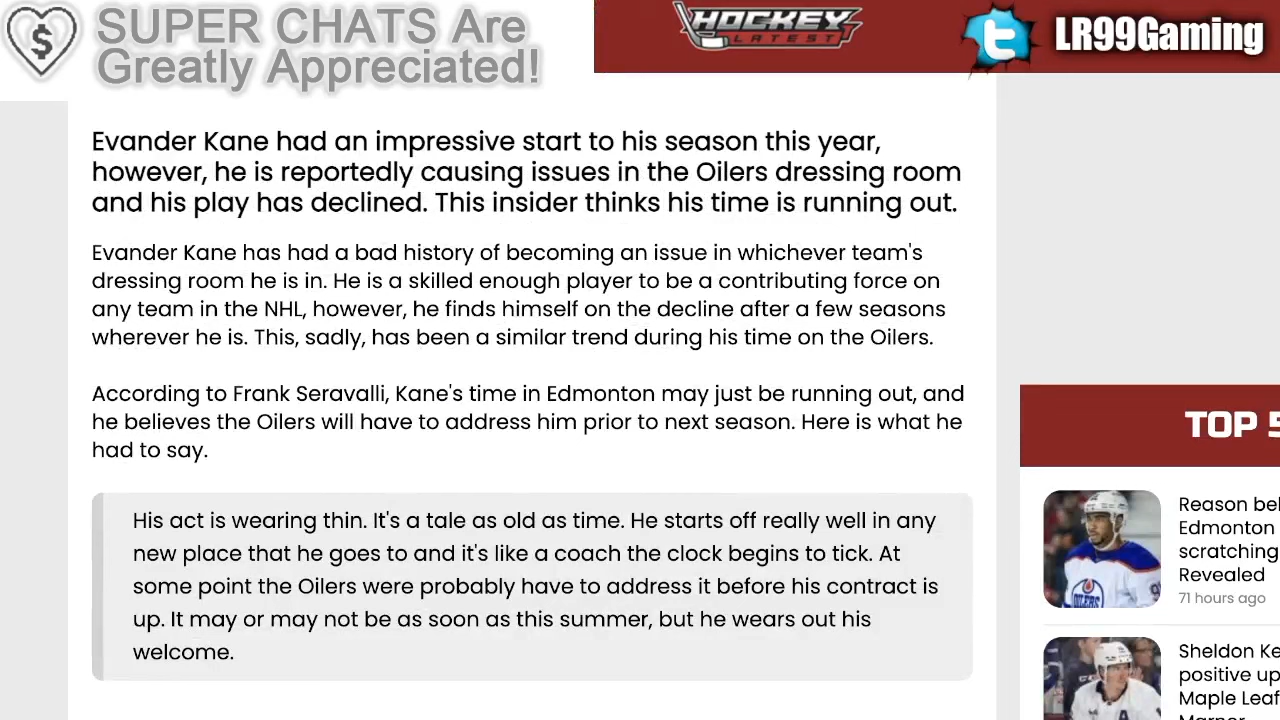 SUPER CHATS Are
Greatly Appreciated!
HOCKEY
LATEST
LR99Gaming
Evander Kane had an impressive start to his season this year,
however, he is reportedly causing issues in the Oilers dressing room
and his play has declined. This insider thinks his time is running out.
Evander Kane has had a bad history of becoming an issue in whichever team's
dressing room he is in. He is a skilled enough player to be a contributing force on
any team in the NHL, however, he finds himself on the decline after a few seasons
wherever he is. This, sadly, has been a similar trend during his time on the Oilers.
According to Frank Seravalli, Kane's time in Edmonton may just be running out, and
he believes the Oilers will have to address him prior to next season. Here is what he
had to say.
His act is wearing thin. It's a tale as old as time. He starts off really well in any
new place that he goes to and it's like a coach the clock begins to tick. At
some point the Oilers were probably have to address it before his contract is
up. It may or may not be as soon as this summer, but he wears out his
welcome.
TOP 5
Reason be
Edmonton
scratching
Revealed
71 hours ago
Sheldon Ke
positive up
Maple Leaf
OILERS